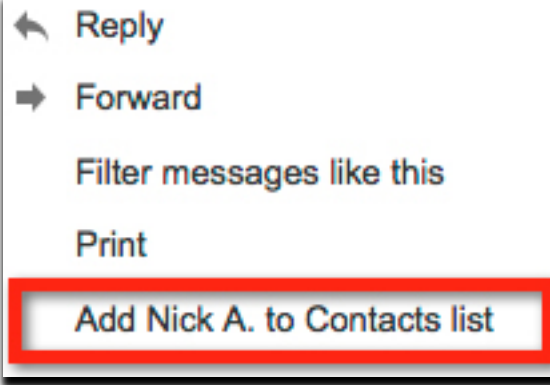 Reply
Forward
Filter messages like this
Print
Add Nick A. to Contacts list